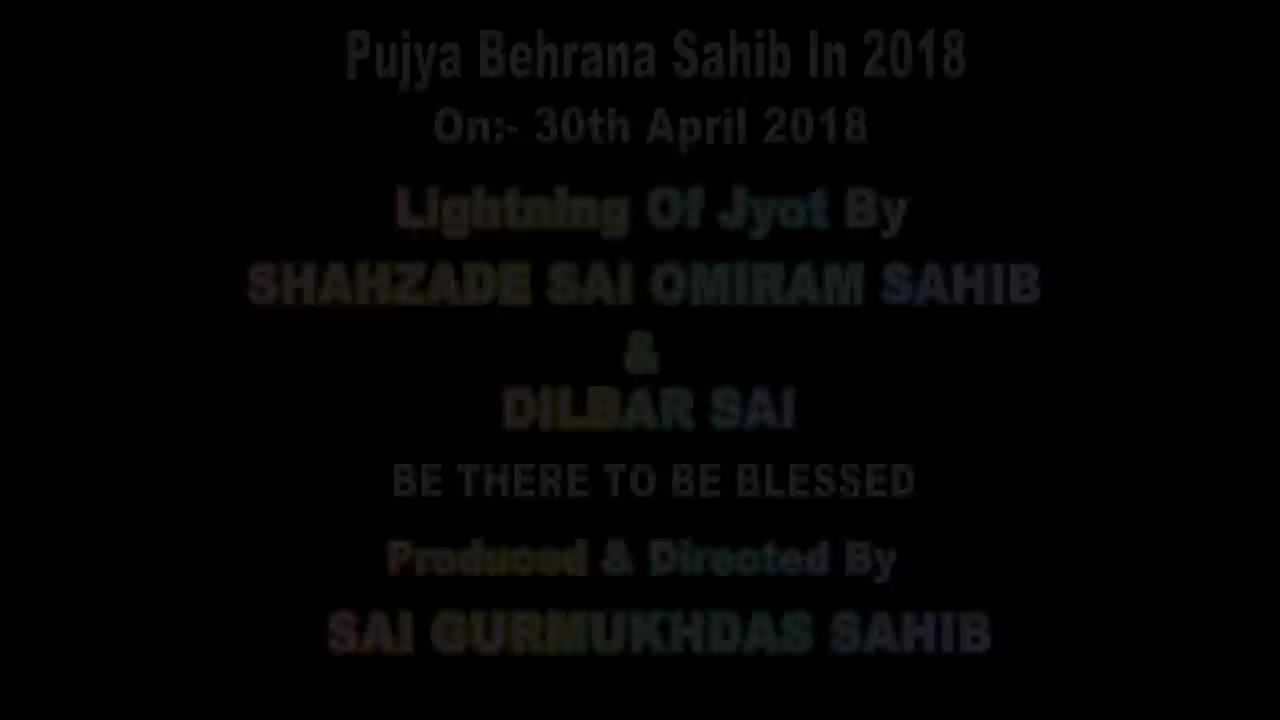 Pujya Behrana Sahib In 2018
On:- 30th April 2018
Lightning Of Jyot By
SHAHZADE SAI OMIRAM SAHIB
&
DILBAR SAI
BE THERE TO BE BLESSED
Produced & Directed By
SAI GURMUKHDAS SAHIB